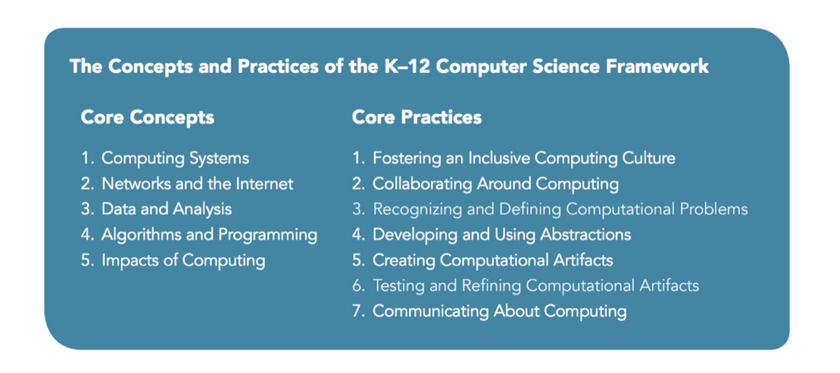 The Concepts and Practices of the K–12 Computer Science Framework
Core Concepts
1. Computing Systems
2. Networks and the Internet
3. Data and Analysis
4. Algorithms and Programming
5. Impacts of Computing
Core Practices
1. Fostering an Inclusive Computing Culture
2. Collaborating Around Computing
3. Recognizing and Defining Computational Problems
4. Developing and Using Abstractions
5. Creating Computational Artifacts
6. Testing and Refining Computational Artifacts
7. Communicating About Computing